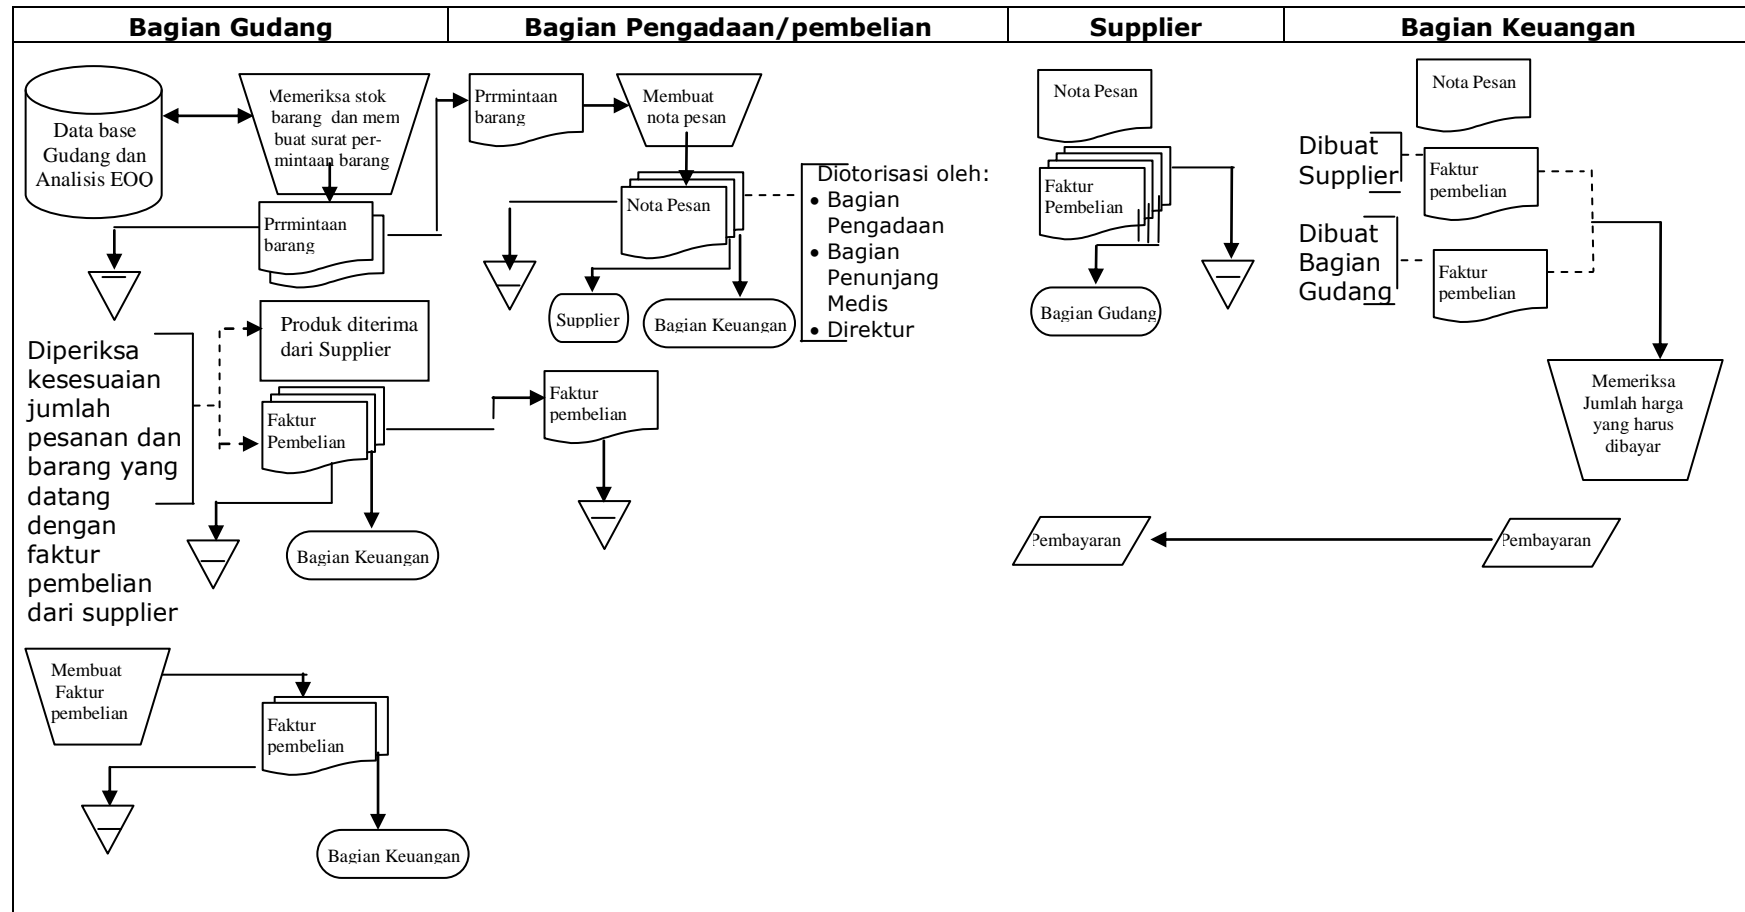 Bagian Gudang
Bagian Pengadaan/pembelian
Supplier
Bagian Keuangan
Data base
Gudang dan
Analisis EOO
Memeriksa stok
barang dan mem
buat surat per-
mintaan barang
Prrmintaan
barang
Diperiksa
kesesuaian
jumlah
pesanan dan
barang yang
datang
dengan
faktur
pembelian
dari supplier
Produk diterima
dari Supplier
Faktur
Pembelian
Bagian Keuangan
Membuat
Faktur
pembelian
Faktur
pembelian
Bagian Keuangan
Prrmintaan
barang
Membuat
nota pesan
Nota Pesan
Supplier
Bagian Keuangan
Diotorisasi oleh:
• Bagian
Pengadaan
• Bagian
Penunjang
Medis
• Direktur
Faktur
pembelian
Nota Pesan
Faktur
Pembelian
Bagian Gudang
Pembayaran
Nota Pesan
Dibuat
Supplier
Faktur
pembelian
Dibuat
Bagian
Gudang
Faktur
pembelian
Memeriksa
Jumlah harga
yang harus
dibayar
Pembayaran